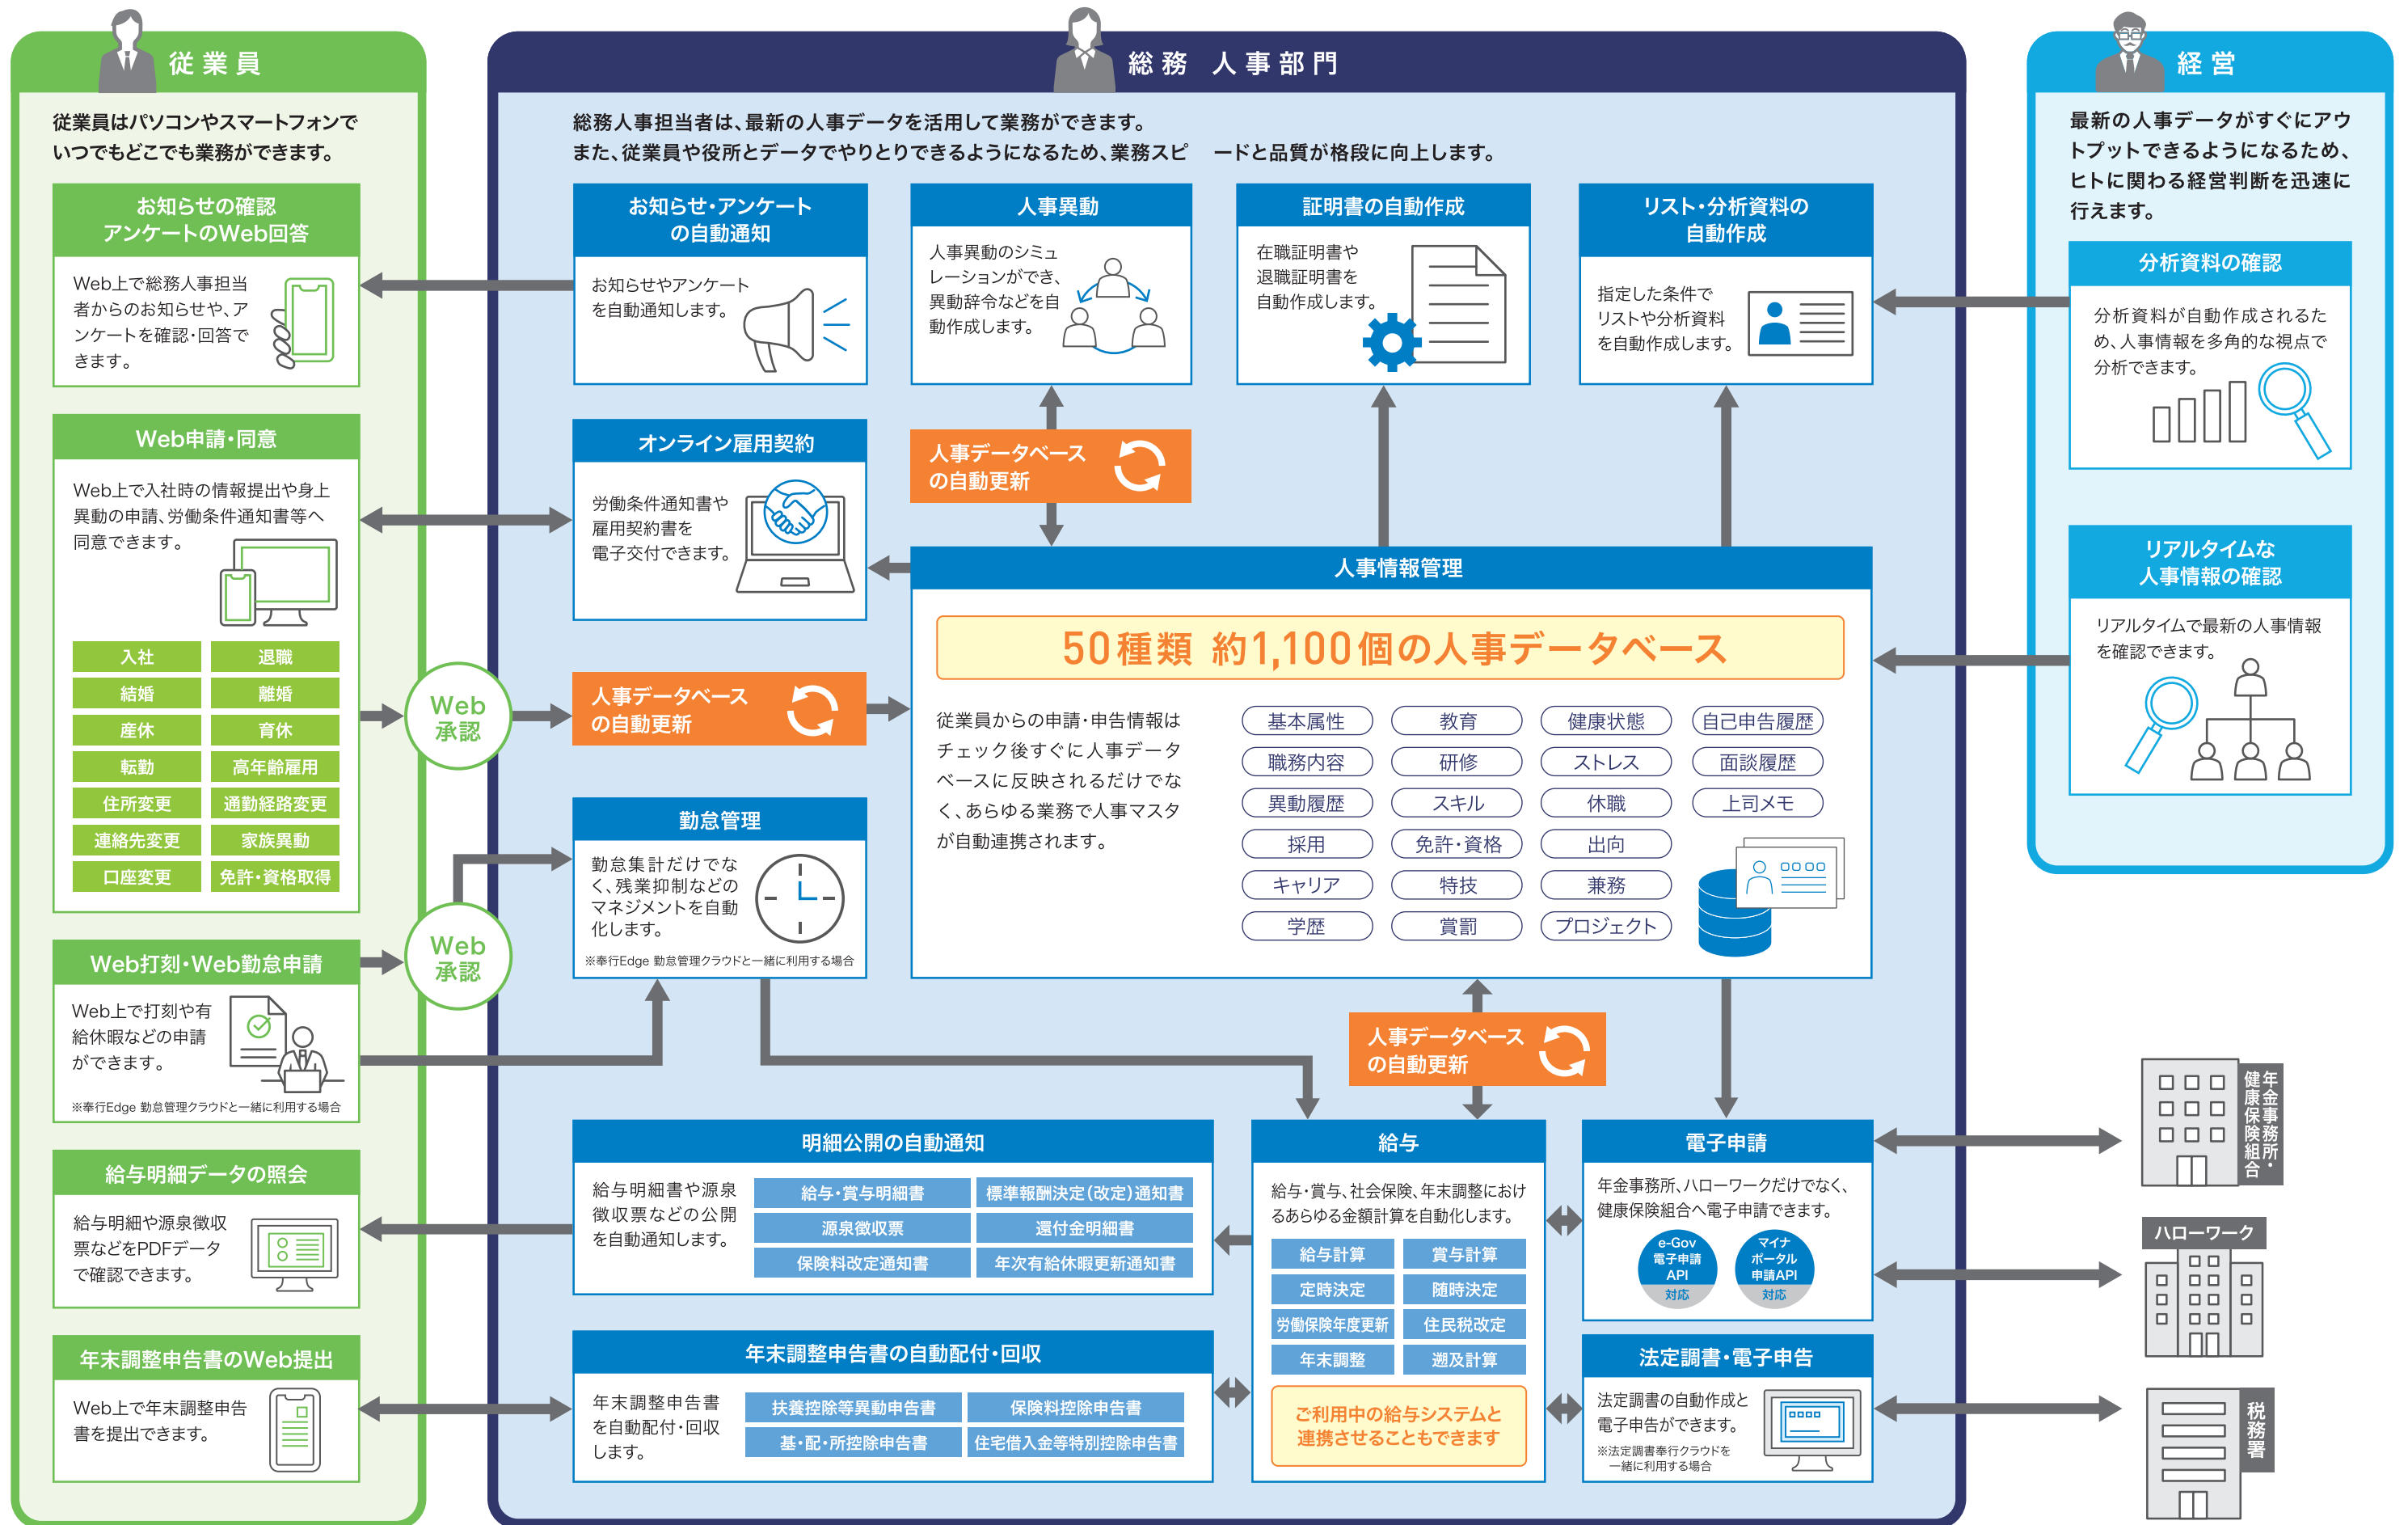 従業員
従業員はパソコンやスマートフォンで
いつでもどこでも業務ができます。
お知らせの確認
アンケートのWeb回答
Web上で総務人事担当
者からのお知らせや、ア
ンケートを確認・回答で
きます。
Web申請・同意
Web上で入社時の情報提出や身上
異動の申請、労働条件通知書等へ
同意できます。
入社 退職
結婚 離婚
産休 育休
転勤 高年齢雇用
住所変更 通勤経路変更
連絡先変更 家族異動
口座変更 免許・資格取得
Web打刻・Web勤怠申請
Web上で打刻や有
給休暇などの申請
ができます。
※奉行Edge 勤怠管理クラウドと一緒に利用する場合
給与明細データの照会
給与明細や源泉徴収
票などをPDFデータ
で確認できます。
年末調整申告書のWeb提出
Web上で年末調整申告
書を提出できます。
Web
承認
Web
承認
総務 人事部門
総務人事担当者は、最新の人事データを活用して業務ができます。
また、従業員や役所とデータでやりとりできるようになるため、業務スピ ードと品質が格段に向上します。
お知らせ・アンケート
の自動通知
お知らせやアンケート
を自動通知します。
人事異動
人事異動のシミュ
レーションができ、
異動辞令などを自
動作成します。
証明書の自動作成
在職証明書や
退職証明書を
自動作成します。
リスト・分析資料の
自動作成
指定した条件で
リストや分析資料
を自動作成します。
オンライン雇用契約
労働条件通知書や
雇用契約書を
電子交付できます。
人事データベース
の自動更新
人事データベース
の自動更新
人事情報管理
50種類 約1,100個の人事データベース
従業員からの申請・申告情報は
チェック後すぐに人事データ
ベースに反映されるだけでな
く、あらゆる業務で人事マスタ
が自動連携されます。
基本属性 教育 健康状態 自己申告履歴
職務内容 研修 ストレス 面談履歴
異動履歴 スキル 休職 上司メモ
採用 免許・資格 出向
キャリア 特技 兼務
学歴 賞罰 プロジェクト
勤怠管理
勤怠集計だけでな
く、残業抑制などの
マネジメントを自動
化します。
※奉行Edge 勤怠管理クラウドと一緒に利用する場合
人事データベース
の自動更新
明細公開の自動通知
給与明細書や源泉
徴収票などの公開
を自動通知します。
給与・賞与明細書 標準報酬決定(改定)通知書
源泉徴収票 還付金明細書
保険料改定通知書 年次有給休暇更新通知書
年末調整申告書の自動配付・回収
年末調整申告書
を自動配付・回収
します。
扶養控除等異動申告書 保険料控除申告書
基・配・所控除申告書 住宅借入金等特別控除申告書
給与
給与・賞与、社会保険、年末調整におけ
るあらゆる金額計算を自動化します。
給与計算 賞与計算
定時決定 随時決定
労働保険年度更新 住民税改定
年末調整 遡及計算
ご利用中の給与システムと
連携させることもできます
電子申請
年金事務所、ハローワークだけでなく、
健康保険組合へ電子申請できます。
e-Gov
電子申請
API
対応
マイナ
ポータル
申請API
対応
法定調書・電子申告
法定調書の自動作成と
電子申告ができます。
※法定調書奉行クラウドを
一緒に利用する場合
経営
最新の人事データがすぐにアウ
トプットできるようになるため、
ヒトに関わる経営判断を迅速に
行えます。
分析資料の確認
分析資料が自動作成されるた
め、人事情報を多角的な視点で
分析できます。
リアルタイムな
人事情報の確認
リアルタイムで最新の人事情報
を確認できます。
年金事務所・
健康保険組合
ハローワーク
税務署